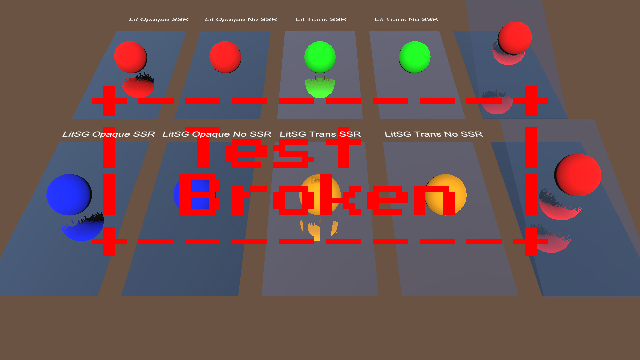 Lit Opaque SSR Lit Opaque No SSR Lit Trans SSR Lit Trans No SSR
LitSG Opaque SSR LitSG Opaque No SSR LitSG Trans SSR LitSG Trans No SSR
Test
Broken